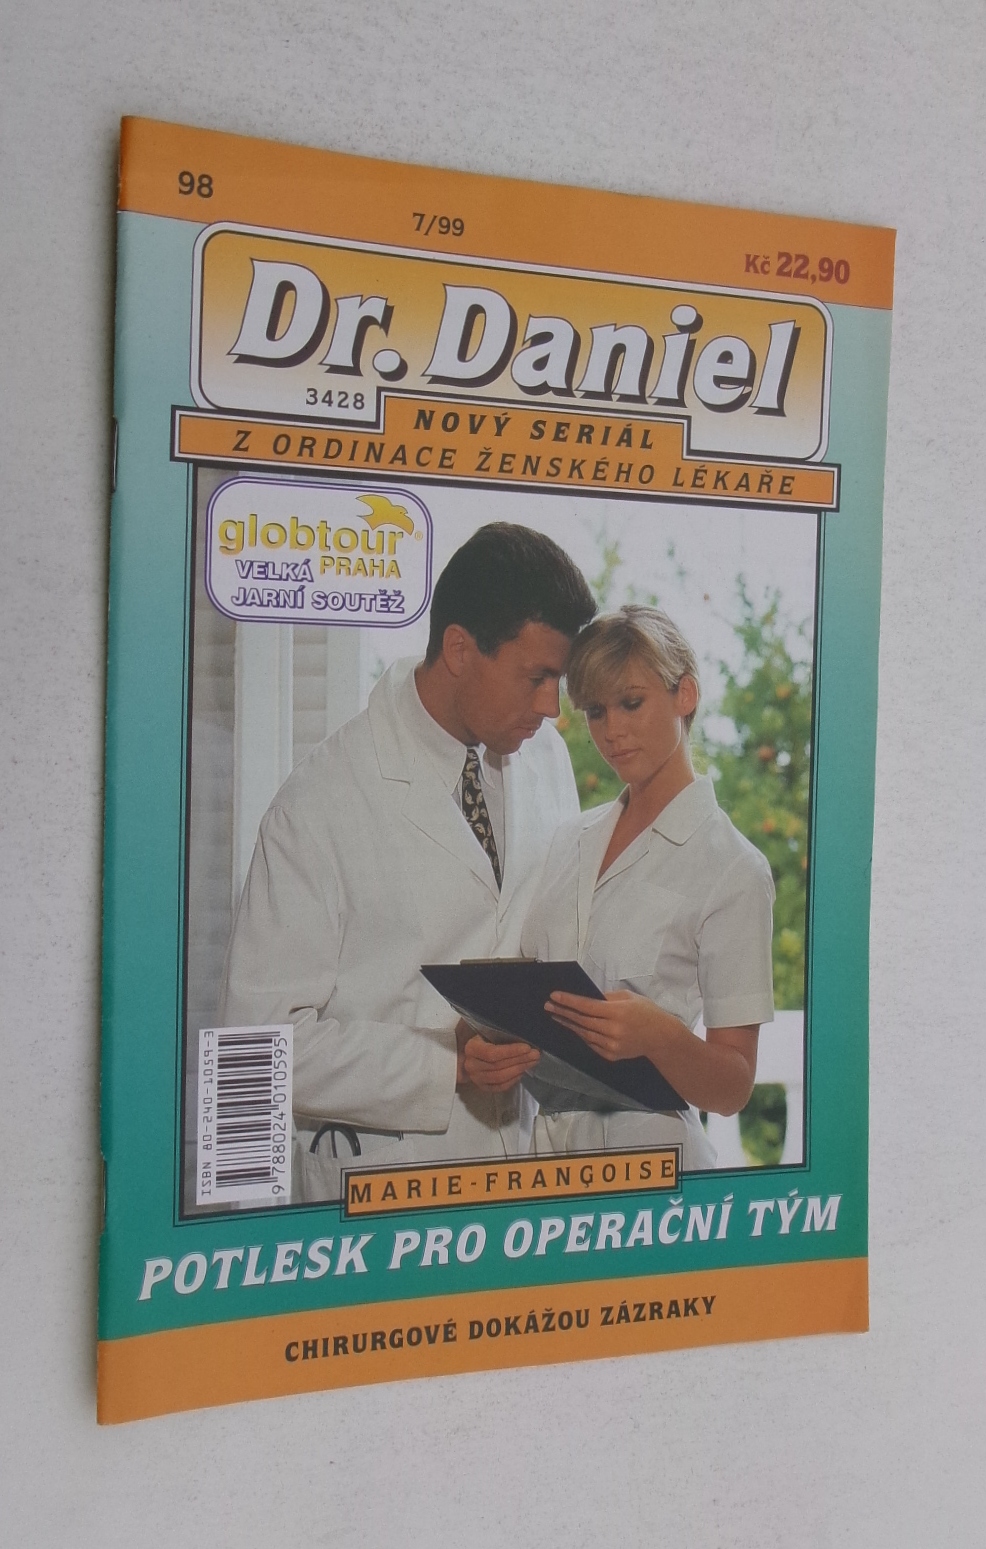 98
7/99
Kč 22,90
Dr. Daniel
3428
NOVÝ SERIÁL
Z ORDINACE ŽENSKÉHO LÉKAŘE
globtour®
VELKÁ PRAHA
JARNÍ SOUTĚŽ
ISBN 80-240-1059-3
9 788024 010595
MARIE-FRANÇOISE
POTLESK PRO OPERAČNÍ TÝM
CHIRURGOVÉ DOKÁŽOU ZÁZRAKY